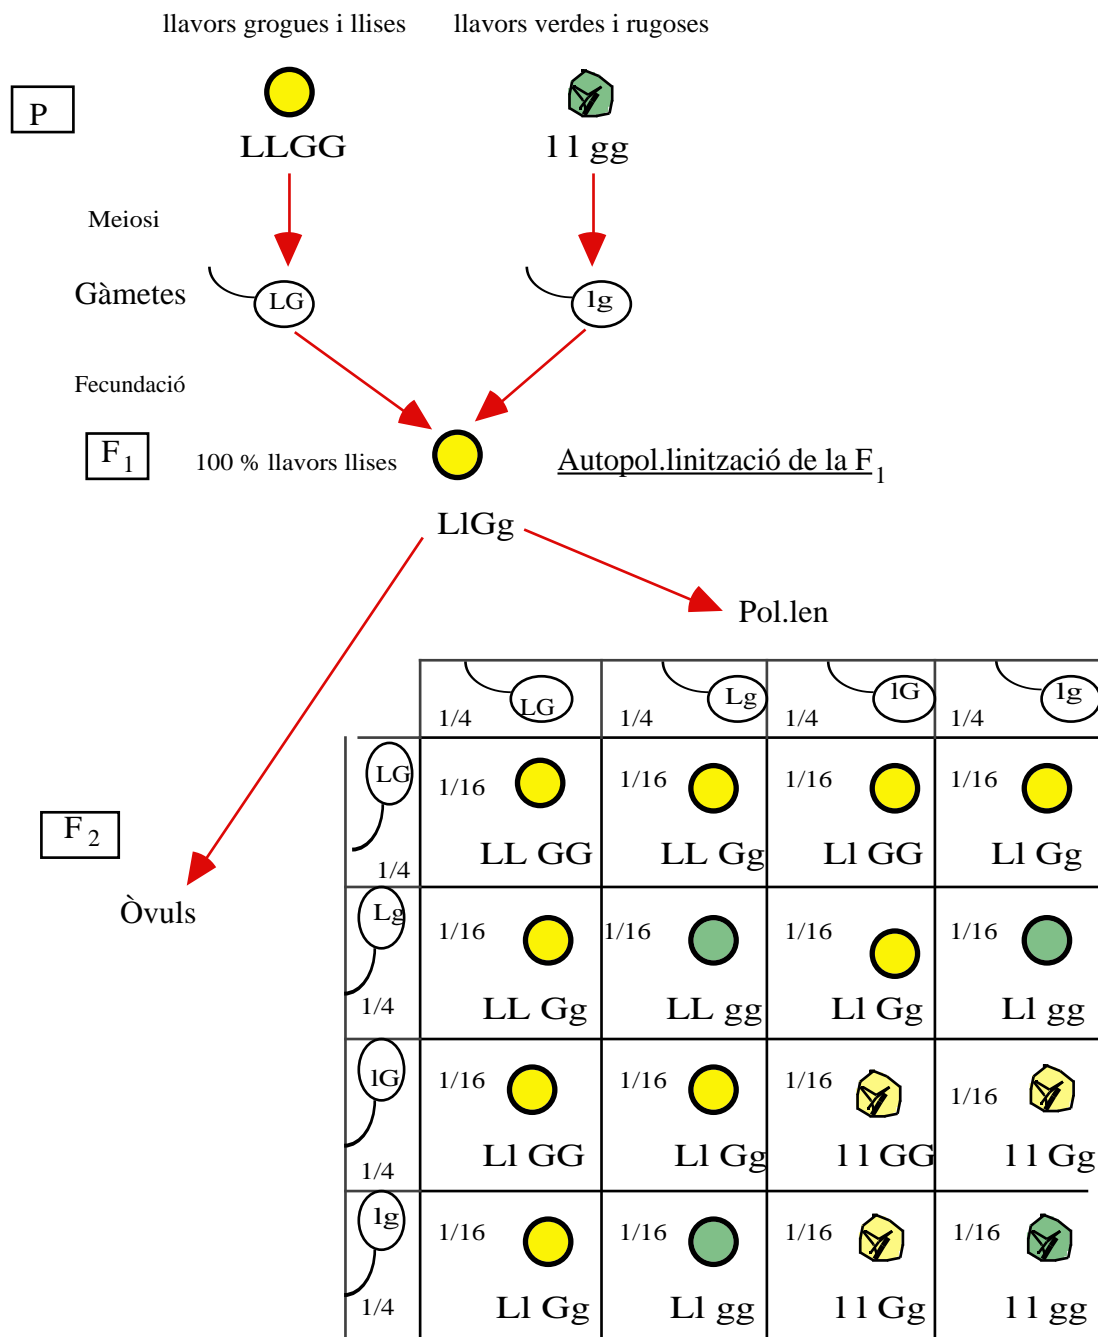 llavors grogues i llises llavors verdes i rugoses
P
LLGG l l gg
Meiosi
Gàmetes LG lg
Fecundació
F1 100 % llavors llises Autopol.linització de la F1
LlGg
Pol.len
1/4 LG 1/4 Lg 1/4 lG 1/4 lg
LG 1/16 1/16 1/16 1/16
F2
1/4 LL GG LL Gg Ll GG Ll Gg
Òvuls
Lg 1/16 1/16 1/16 1/16
1/4 LL Gg LL gg Ll Gg Ll gg
lG 1/16 1/16 1/16 1/16
1/4 Ll GG Ll Gg l l GG l l Gg
lg 1/16 1/16 1/16 1/16
1/4 Ll Gg Ll gg l l Gg l l gg